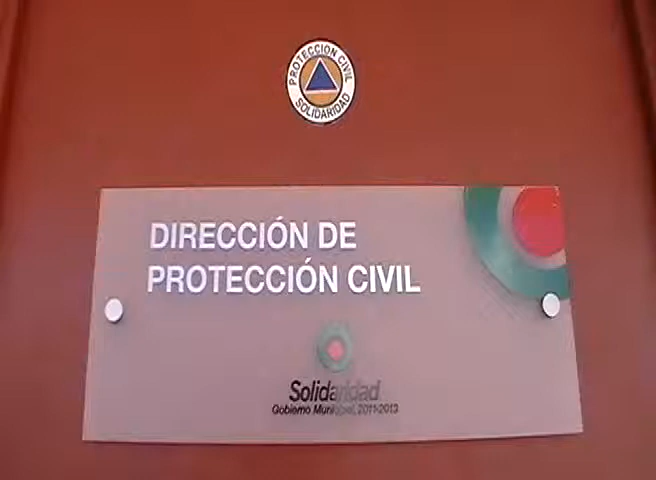 PROTECCION CIVIL
SOLIDARIDAD
DIRECCIÓN DE
PROTECCIÓN CIVIL
Solidaridad
Gobierno Municipal, 2011-2013